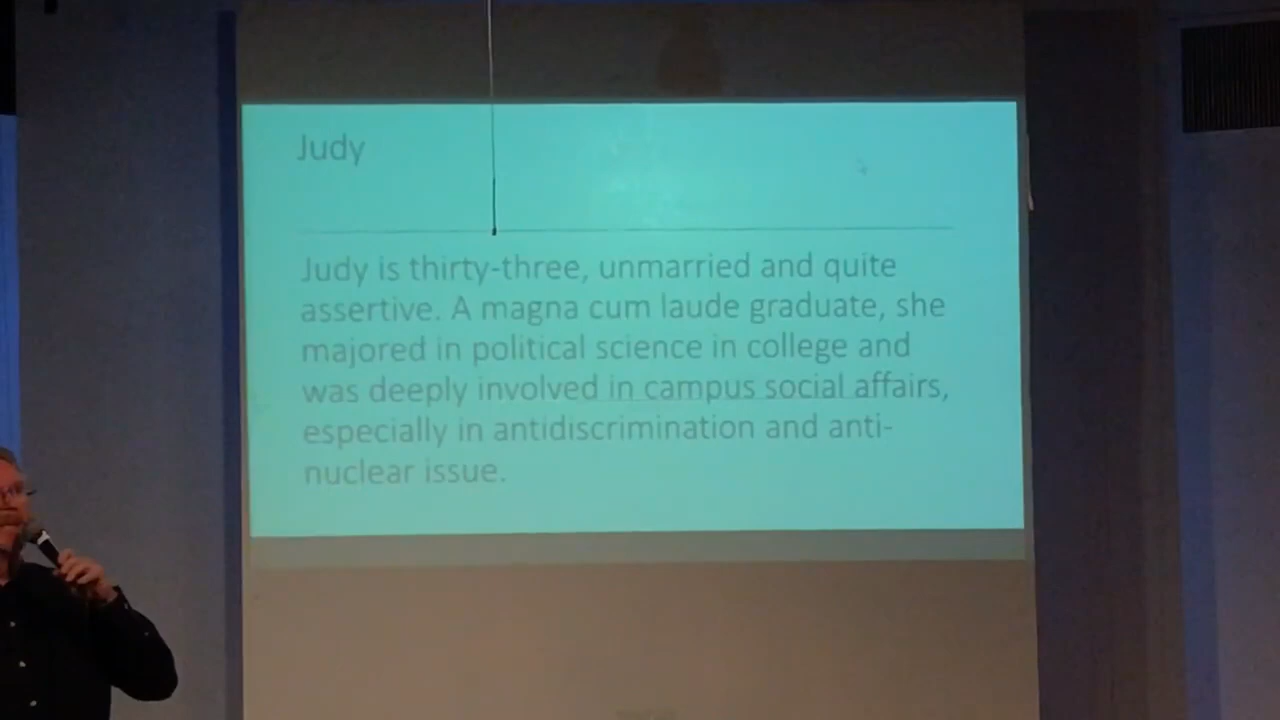 Judy
Judy is thirty-three, unmarried and quite
assertive. A magna cum laude graduate, she
majored in political science in college and
was deeply involved in campus social affairs,
especially in antidiscrimination and anti-
nuclear issue.